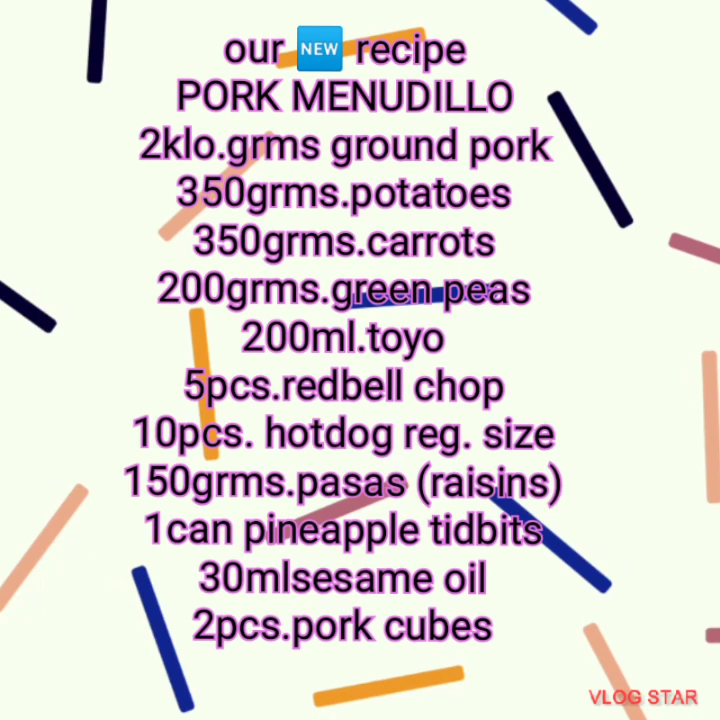 our 🆕 recipe
PORK MENUDILLO
2klo.grms ground pork
350grms.potatoes
350grms.carrots
200grms.green peas
200ml.toyo
5pcs.redbell chop
10pcs. hotdog reg. size
150grms.pasas (raisins)
1can pineapple tidbits
30mlsesame oil
2pcs.pork cubes
VLOG STAR